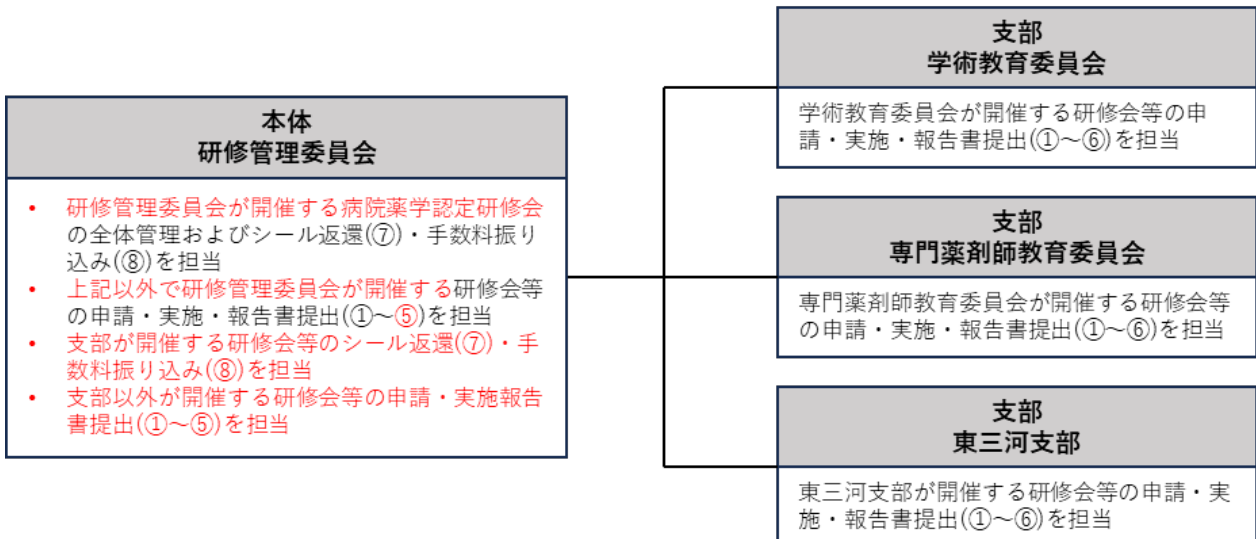 本体
研修管理委員会
• 研修管理委員会が開催する病院薬学認定研修会
の全体管理およびシール返還(⑦)・手数料振り
込み(⑧)を担当
• 上記以外で研修管理委員会が開催する研修会等
の申請・実施・報告書提出(①～⑤)を担当
• 支部が開催する研修会等のシール返還(⑦)・手
数料振り込み(⑧)を担当
• 支部以外が開催する研修会等の申請・実施報告
書提出(①～⑤)を担当
支部
学術教育委員会
学術教育委員会が開催する研修会等の申
請・実施・報告書提出(①～⑥)を担当
支部
専門薬剤師教育委員会
専門薬剤師教育委員会が開催する研修会等
の申請・実施・報告書提出(①～⑥)を担当
支部
東三河支部
東三河支部が開催する研修会等の申請・実
施・報告書提出(①～⑥)を担当